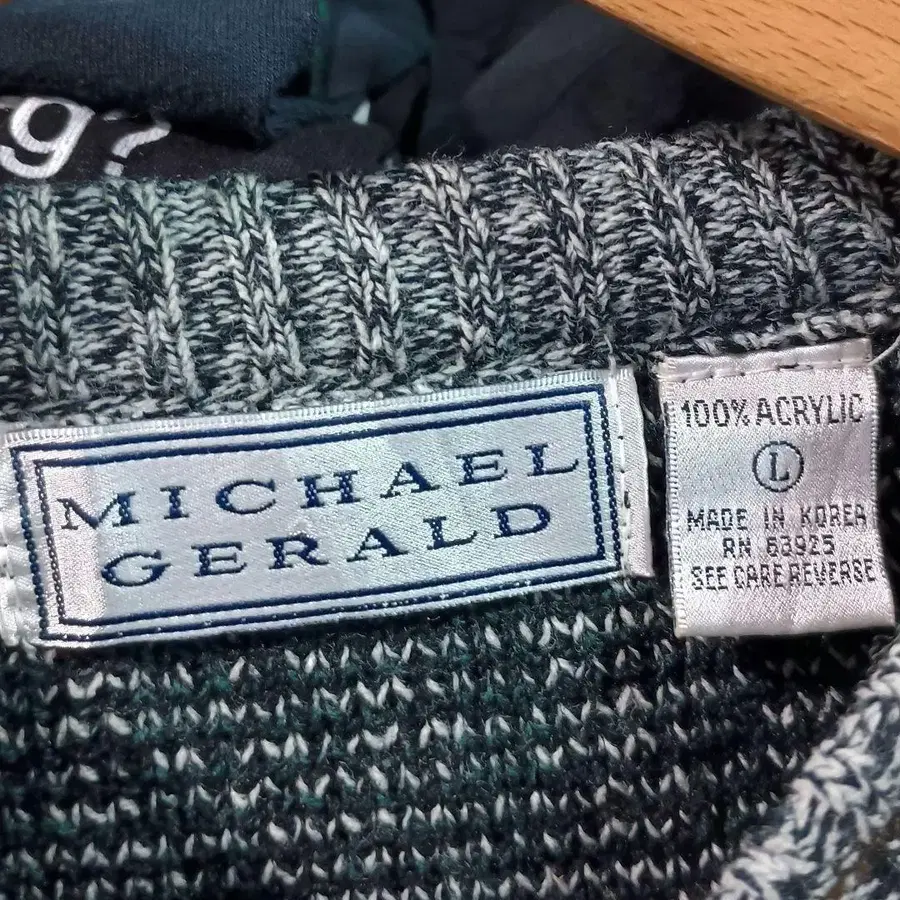 g?
MICHAEL
GERALD
100% ACRYLIC
L
MADE IN KOREA
RN 63925
SEE CARE REVERSE